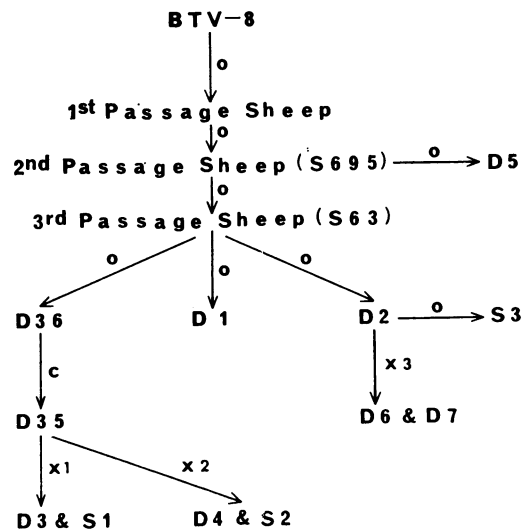 BTV-8
o
1st Passage Sheep
o
2nd Passage Sheep (S695) o D5
o
3rd Passage Sheep (S63)
o o o
D36 D1 D2 o S3
c x3
D35 D6 & D7
x1 x2
D3 & S1 D4 & S2